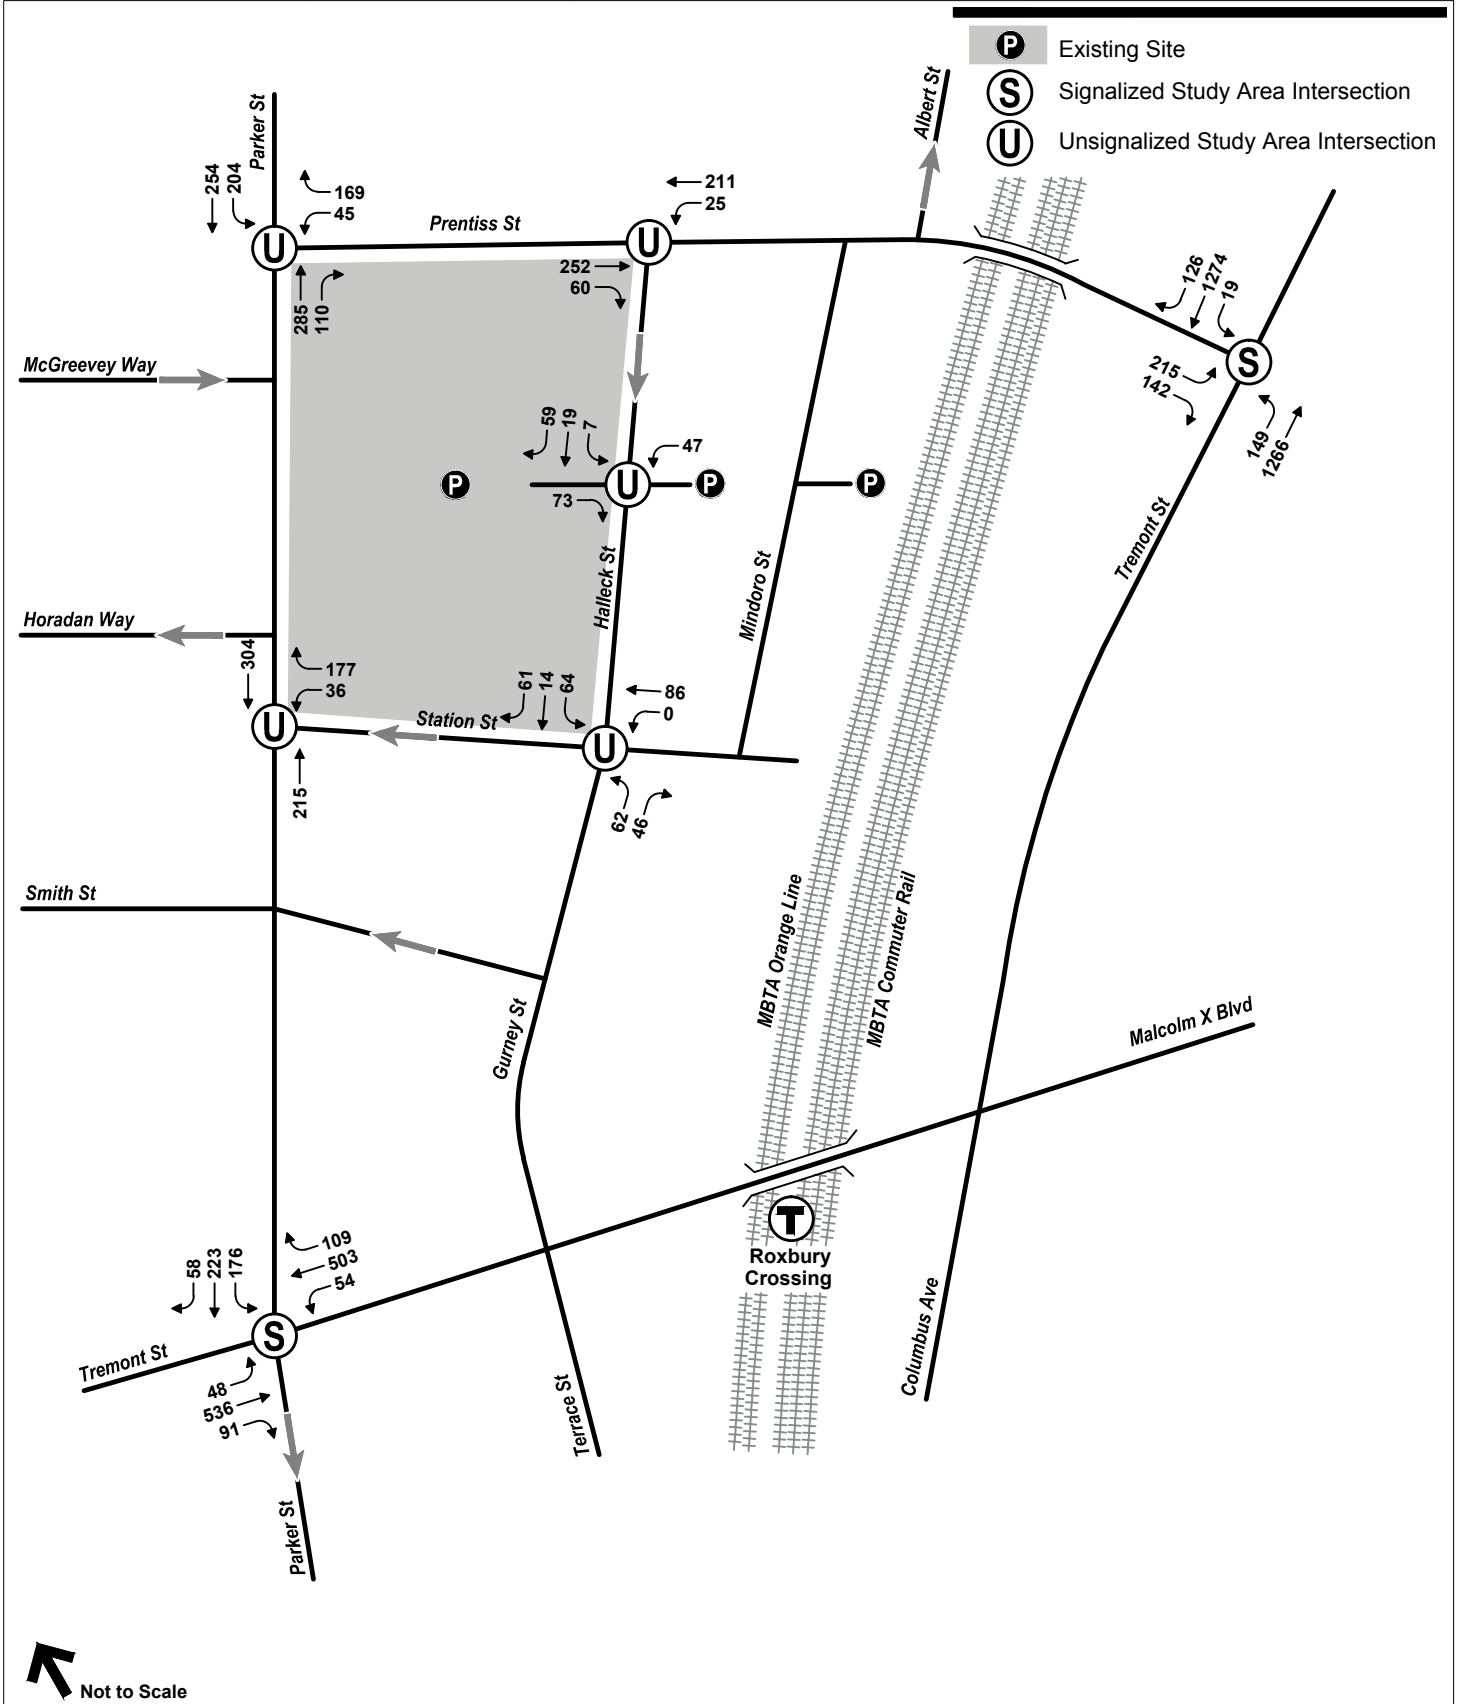 P Existing Site
S Signalized Study Area Intersection
U Unsignalized Study Area Intersection
Parker St
Albert St
254
204
169
45
Prentiss St
211
25
U
U
285
110
252
60
126
1274
19
S
215
142
149
1266
McGreevey Way
59
19
7
47
P
U
P
P
73
Halleck St
Mindoro St
Tremont St
Horadan Way
304
177
36
61
14
64
86
0
U
Station St
U
215
62
46
Smith St
MBTA Orange Line
MBTA Commuter Rail
Gurney St
Malcolm X Blvd
T
Roxbury
Crossing
58
223
176
109
503
54
S
Tremont St
48
536
91
Columbus Ave
Terrace St
Parker St
Not to Scale